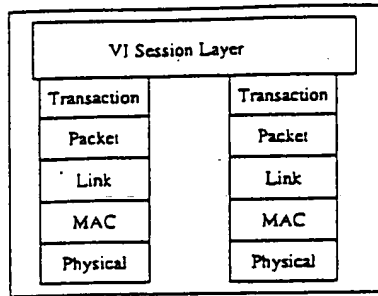 VI Session Layer
Transaction Transaction
Packet Packet
Link Link
MAC MAC
Physical Physical